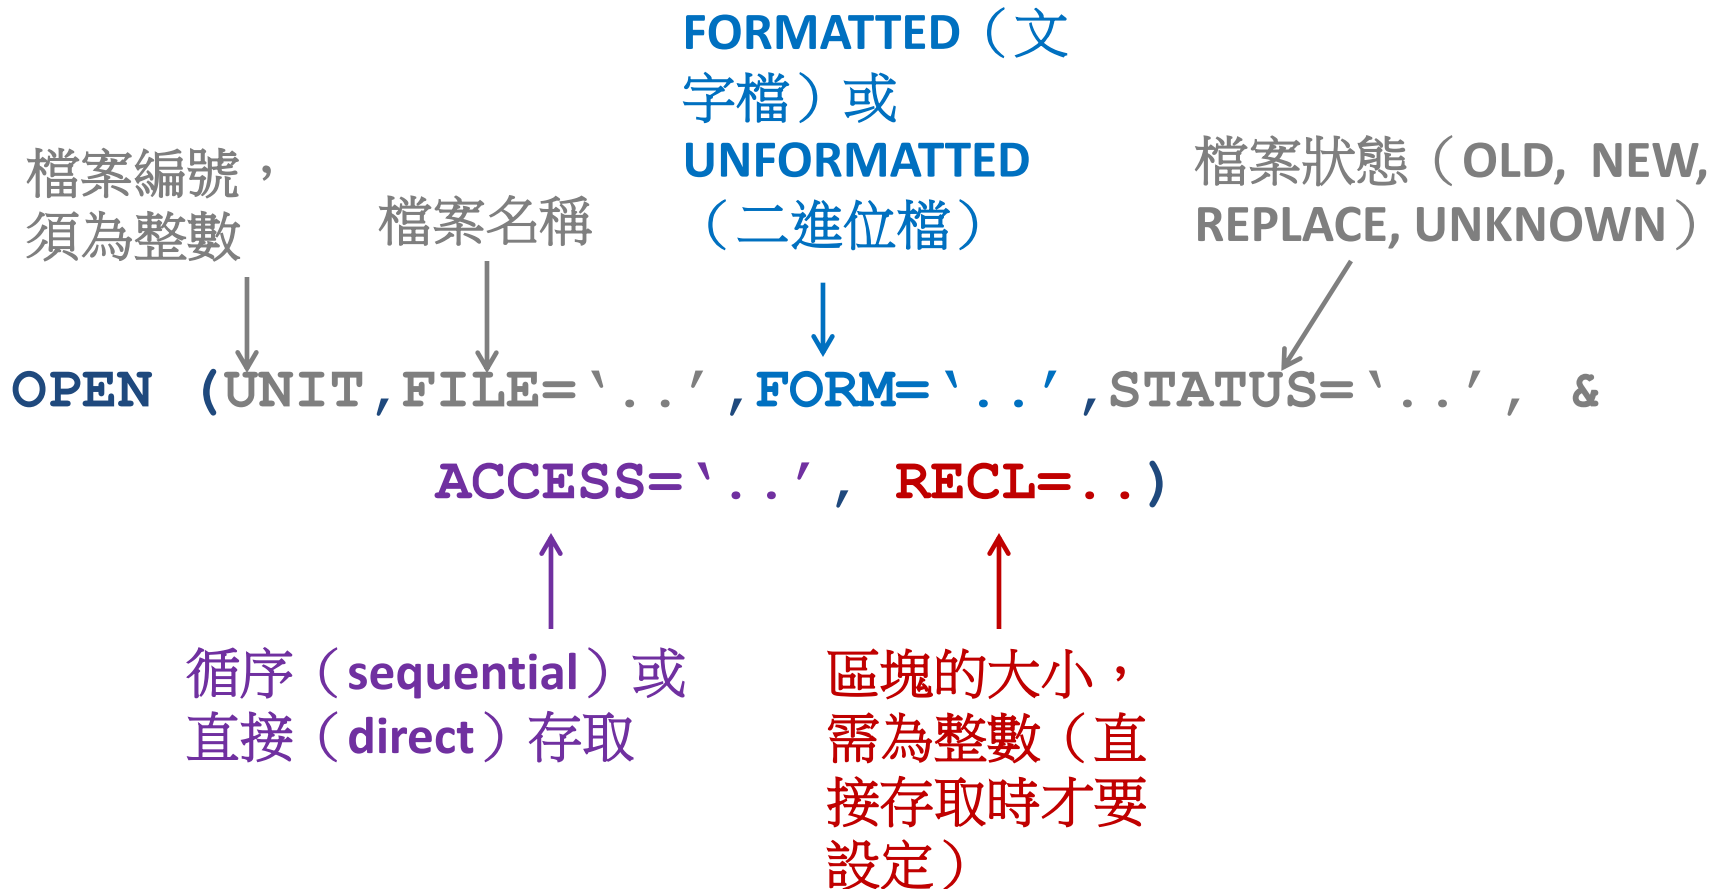 FORMATTED（文
字檔）或
UNFORMATTED
（二進位檔）
檔案編號，
須為整數
檔案名稱
檔案狀態（OLD, NEW,
REPLACE, UNKNOWN）
OPEN (UNIT,FILE=‘..’,FORM=‘..’,STATUS=‘..’, &
ACCESS=‘..’, RECL=..)
循序（sequential）或
直接（direct）存取
區塊的大小，
需為整數（直
接存取時才要
設定）